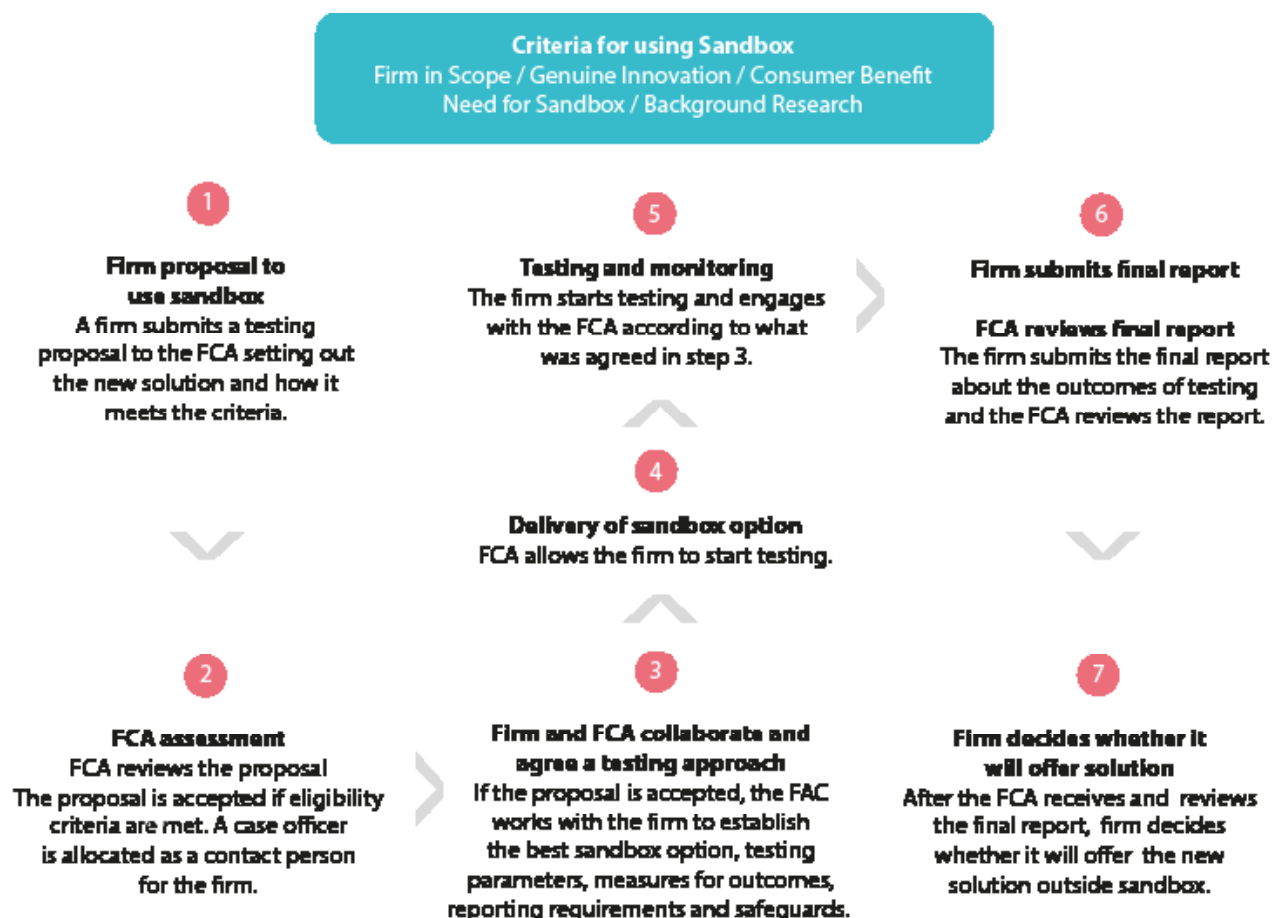 Criteria for using Sandbox
Firm in Scope / Genuine Innovation / Consumer Benefit
Need for Sandbox / Background Research
1
Firm proposal to
use sandbox
A firm submits a testing
proposal to the FCA setting out
the new solution and how it
meets the criteria.
2
FCA assessment
FCA reviews the proposal
The proposal is accepted if eligibility
criteria are met. A case officer
is allocated as a contact person
for the firm.
3
Firm and FCA collaborate and
agree a testing approach
If the proposal is accepted, the FAC
works with the firm to establish
the best sandbox option, testing
parameters, measures for outcomes,
reporting requirements and safeguards.
4
Delivery of sandbox option
FCA allows the firm to start testing.
5
Testing and monitoring
The firm starts testing and engages
with the FCA according to what
was agreed in step 3.
6
Firm submits final report
FCA reviews final report
The firm submits the final report
about the outcomes of testing
and the FCA reviews the report.
7
Firm decides whether it
will offer solution
After the FCA receives and reviews
the final report, firm decides
whether it will offer the new
solution outside sandbox.